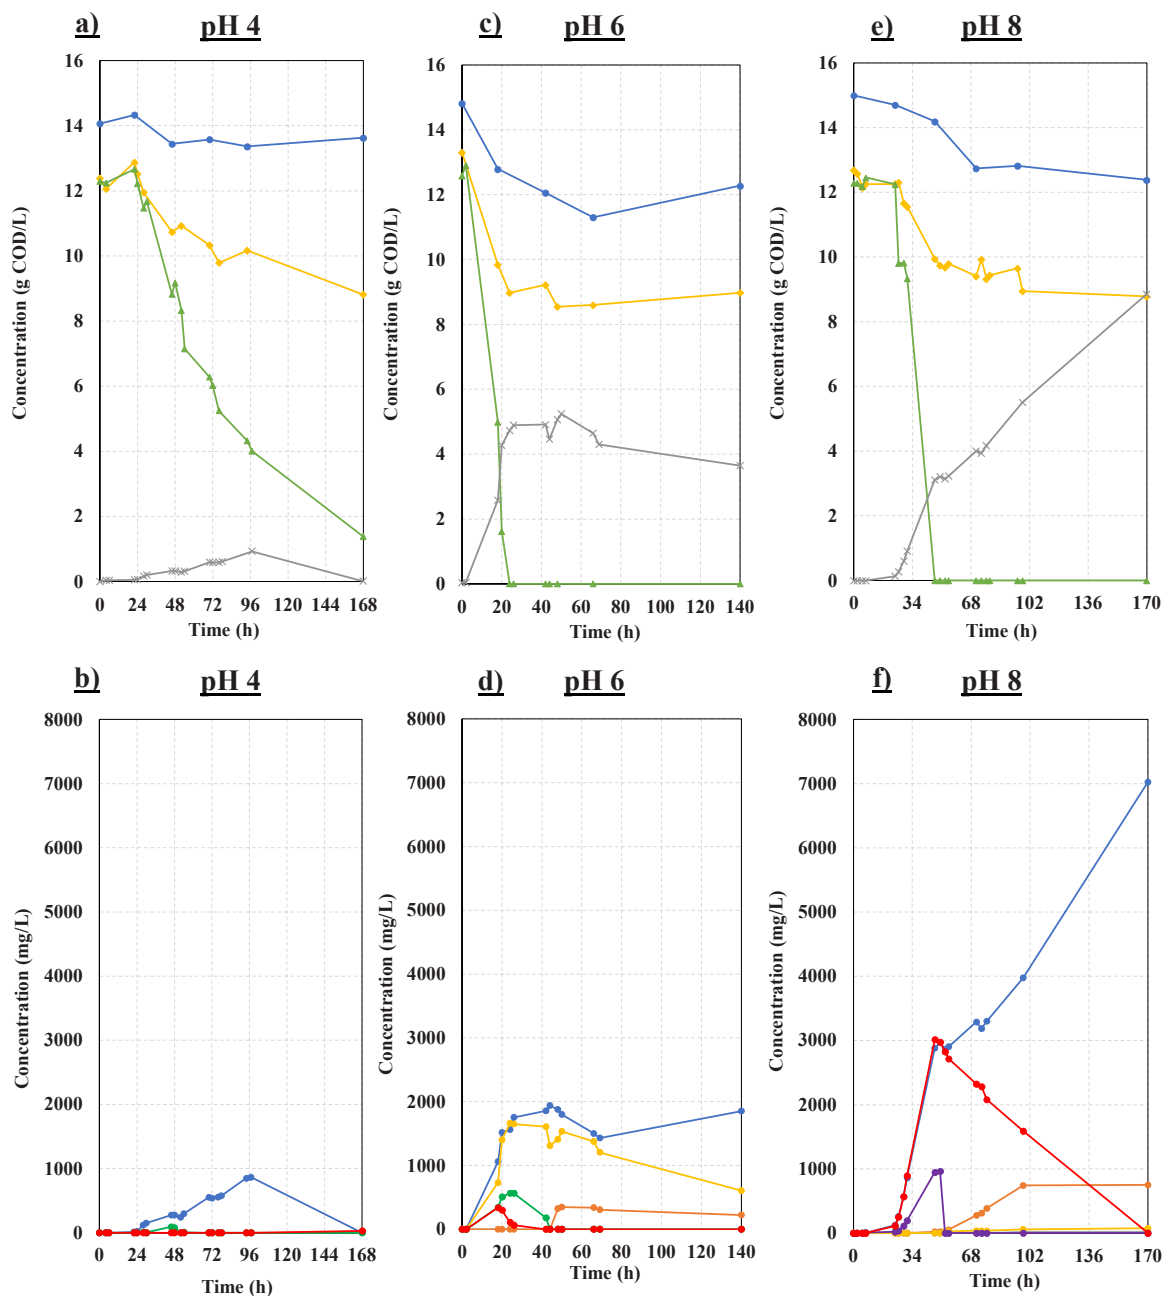 a) pH 4
16
14
12
10
8
6
4
2
0
Concentration (g COD/L)
0 24 48 72 96 120 144 168
Time (h)
c) pH 6
16
14
12
10
8
6
4
2
0
Concentration (g COD/L)
0 20 40 60 80 100 120 140
Time (h)
e) pH 8
16
14
12
10
8
6
4
2
0
Concentration (g COD/L)
0 34 68 102 136 170
Time (h)
b) pH 4
8000
7000
6000
5000
4000
3000
2000
1000
0
Concentration (mg/L)
0 24 48 72 96 120 144 168
Time (h)
d) pH 6
8000
7000
6000
5000
4000
3000
2000
1000
0
Concentration (mg/L)
0 20 40 60 80 100 120 140
Time (h)
f) pH 8
8000
7000
6000
5000
4000
3000
2000
1000
0
Concentration (mg/L)
0 34 68 102 136 170
Time (h)